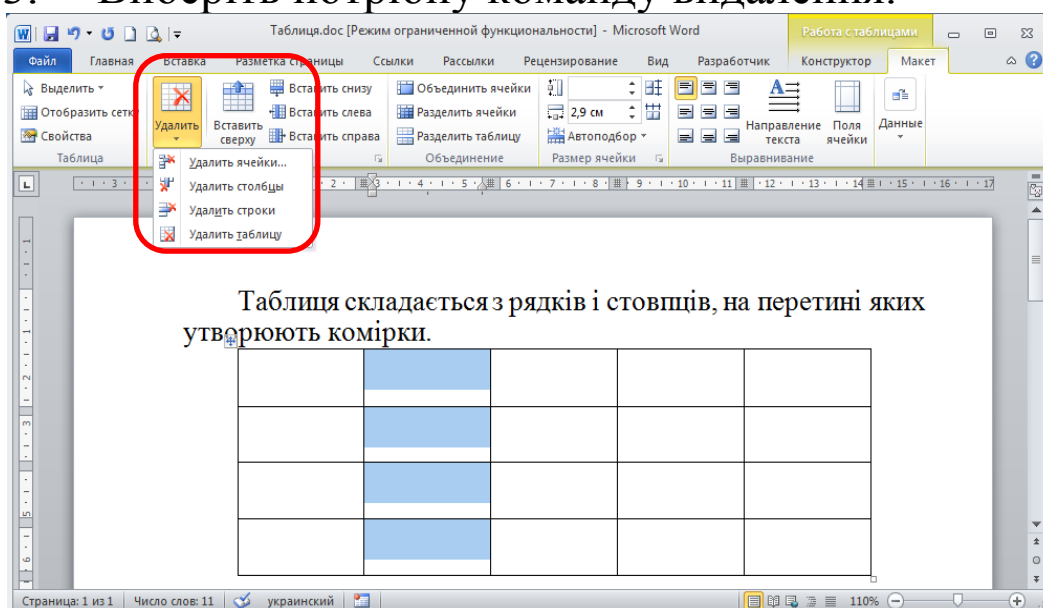 Виберіть потрібну команду видалення.
Таблица.doc [Режим ограниченной функциональности] - Microsoft Word
Работа с таблицами
Файл Главная Вставка Разметка страницы Ссылки Рассылки Рецензирование Вид Разработчик Конструктор Макет
Выделить
Отобразить сетку
Свойства
Таблица
Удалить
Вставить сверху
Вставить снизу
Вставить слева
Вставить справа
Объединить ячейки
Разделить ячейки
Разделить таблицу
Объединение
2,9 см
Автоподбор
Размер ячейки
Направление текста
Поля ячейки
Выравнивание
Данные
Удалить ячейки...
Удалить столбцы
Удалить строки
Удалить таблицу
Таблиця складається з рядків і стовпців, на перетині яких
утворюють комірки.
Страница: 1 из 1 Число слов: 11 украинский 110%